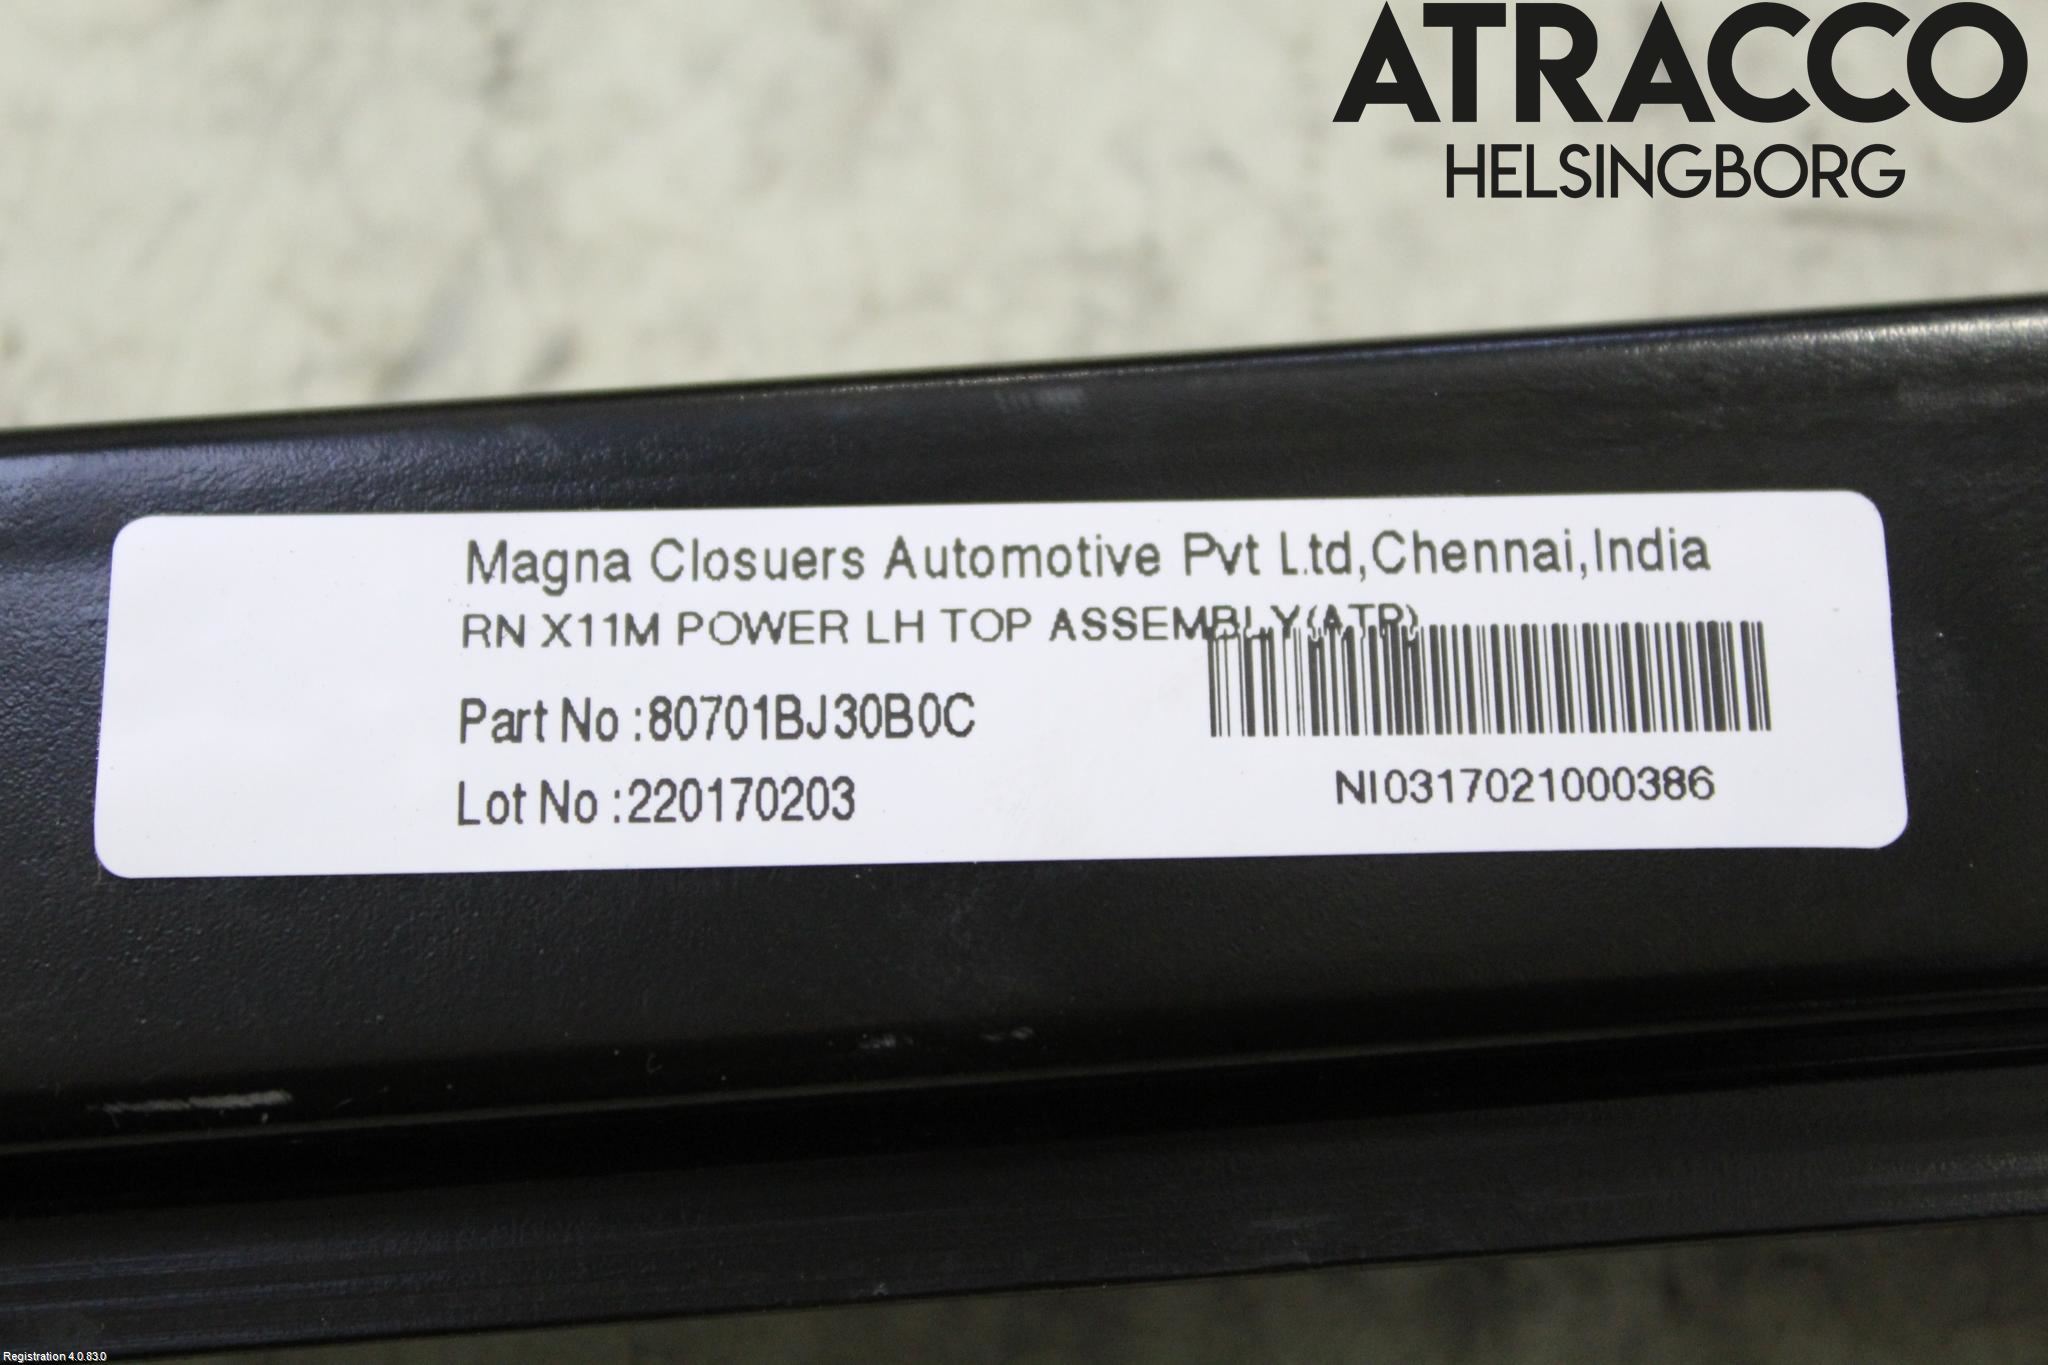 ATRACCO
HELSINGBORG
Magna Closuers Automotive Pvt Ltd,Chennai,India
RN X11M POWER LH TOP ASSEMBLY(ATP)
Part No :80701BJ30B0C
Lot No :220170203
NI0317021000386
Registration 4.0.83.0